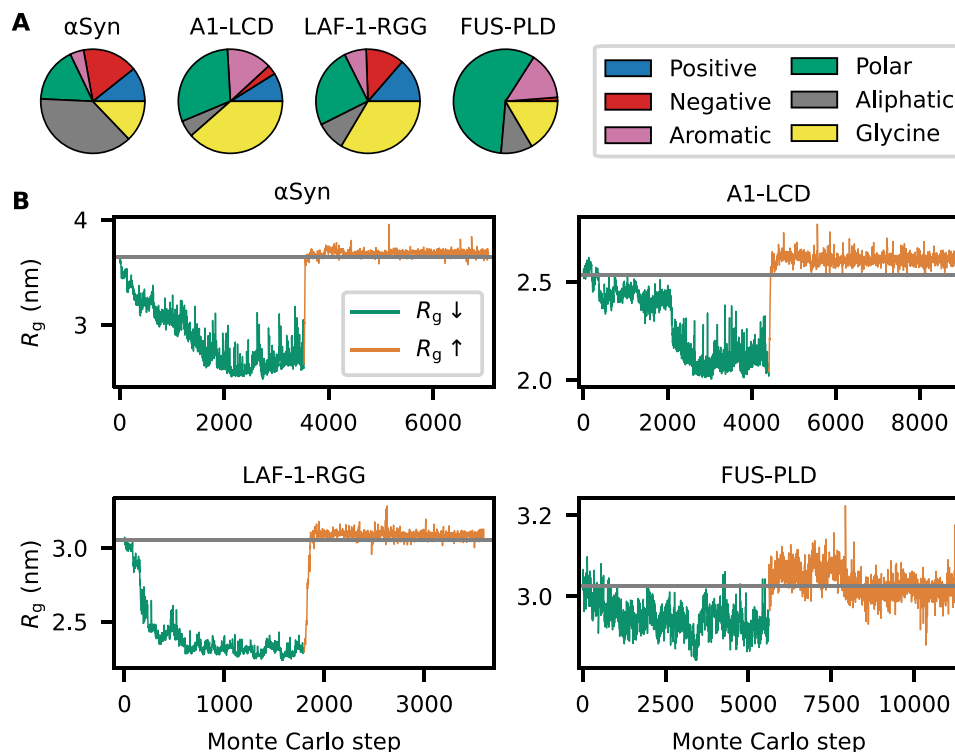 A
αSyn A1-LCD LAF-1-RGG FUS-PLD
Positive Polar
Negative Aliphatic
Aromatic Glycine
B
αSyn A1-LCD
4
3
Rg (nm)
Rg ↓
Rg ↑
0 2000 4000 6000
2.5
2.0
0 2000 4000 6000 8000
LAF-1-RGG FUS-PLD
3.0
2.5
Rg (nm)
0 1000 2000 3000
Monte Carlo step
3.2
3.0
0 2500 5000 7500 10000
Monte Carlo step